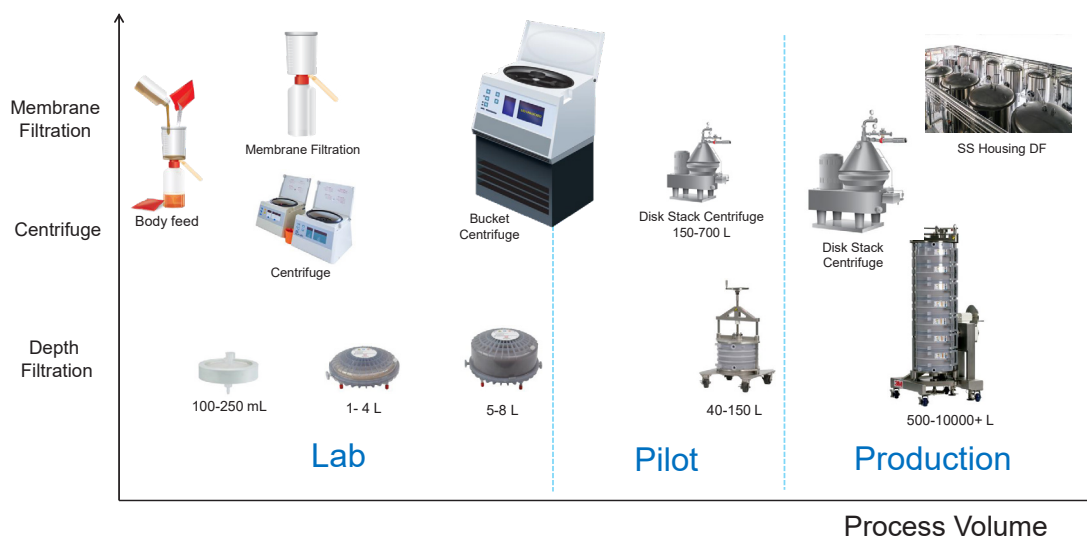 Membrane
Filtration
Centrifuge
Depth
Filtration
Body feed
Membrane Filtration
Centrifuge
Bucket
Centrifuge
Disk Stack Centrifuge
150-700 L
SS Housing DF
Disk Stack
Centrifuge
100-250 mL
1- 4 L
5-8 L
40-150 L
3M
500-10000+ L
Lab
Pilot
Production
Process Volume